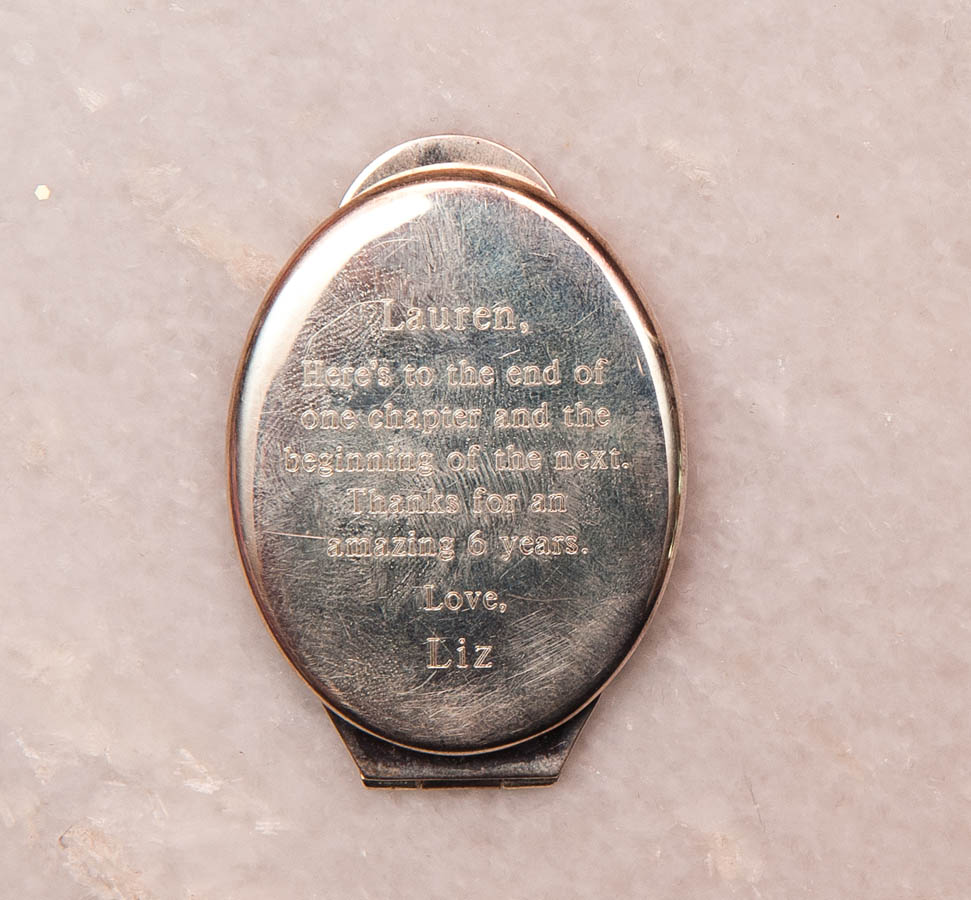 Lauren,
Here's to the end of
one chapter and the
beginning of the next.
Thanks for an
amazing 6 years.
Love,
Liz